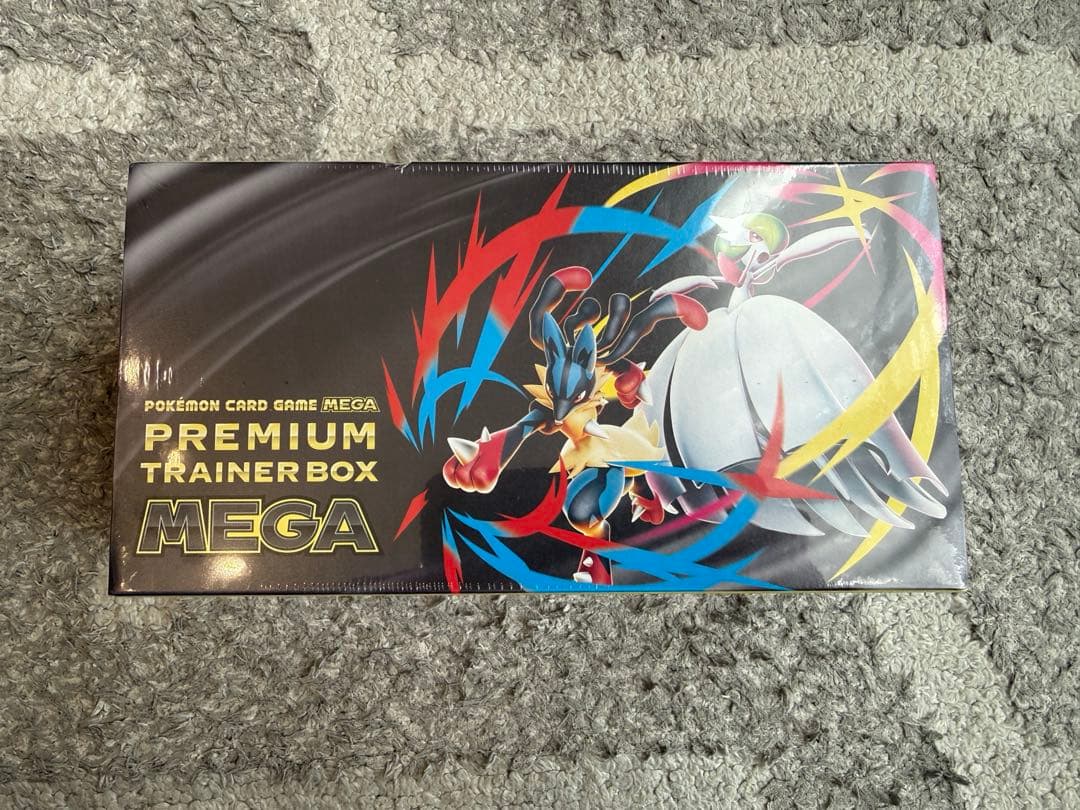 POKÉMON CARD GAME MEGA
PREMIUM
TRAINER BOX
MEGA